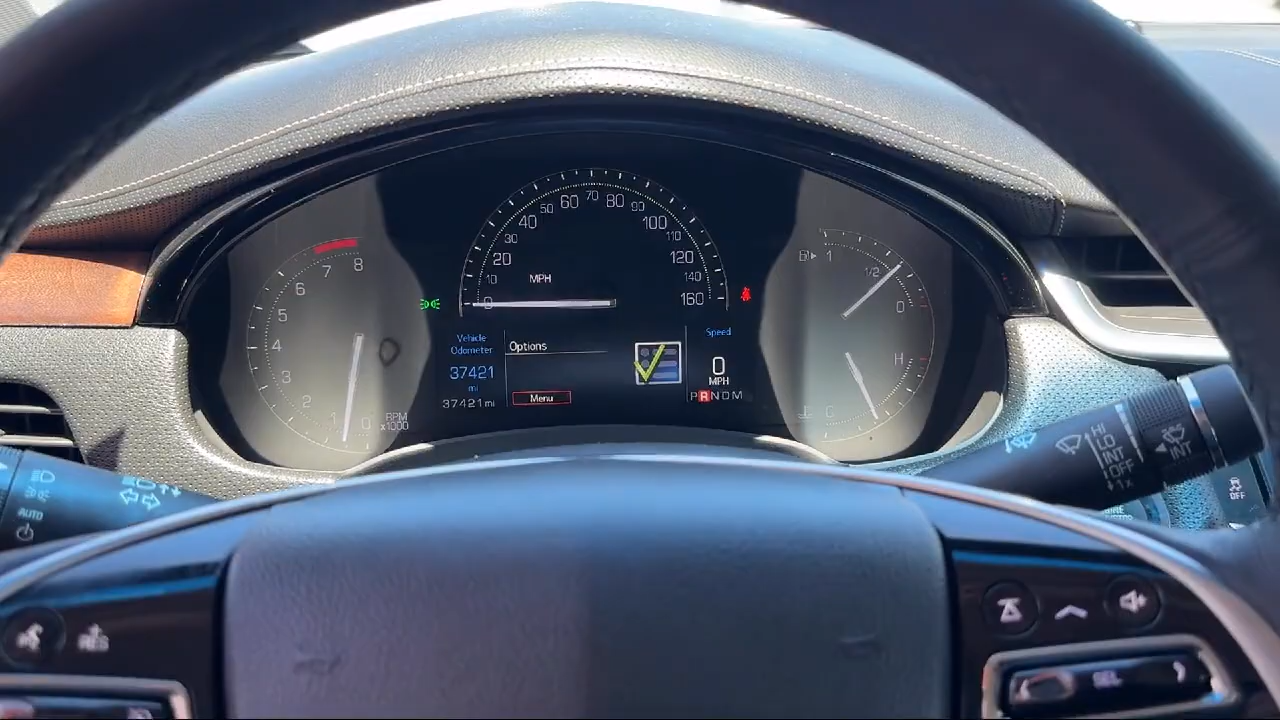 8
7
6
5
4
3
2
1
0
RPM
x1000
0
10
20
30
40
50
60
70
80
90
100
110
120
140
160
MPH
Vehicle
Odometer
37421
mi
37421 mi
Options
Menu
Speed
0
MPH
PRNDM
1
1/2
0
H
C
AUTO
RES
HI
LO
INT
OFF
1x
INT
OFF
SEL